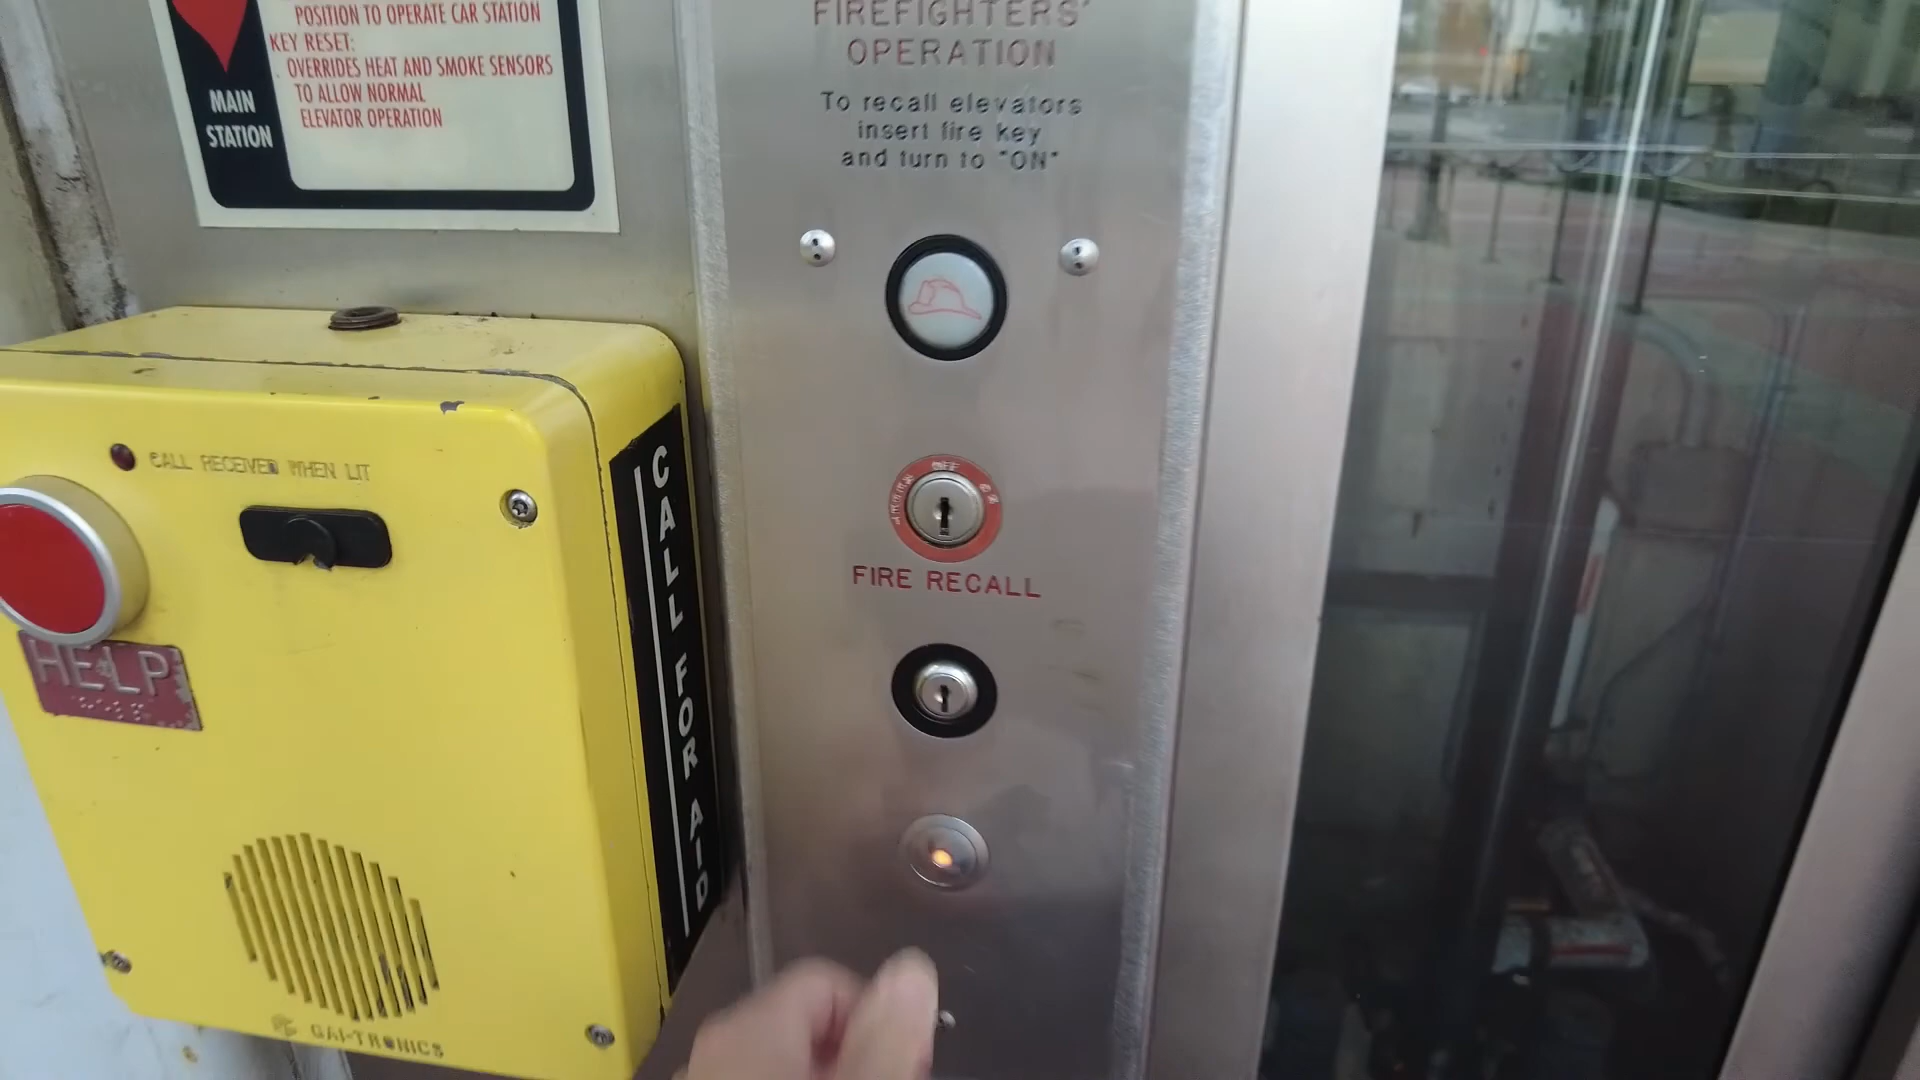 POSITION TO OPERATE CAR STATION
KEY RESET:
OVERRIDES HEAT AND SMOKE SENSORS
TO ALLOW NORMAL
ELEVATOR OPERATION
MAIN
STATION
FIREFIGHTERS'
OPERATION
To recall elevators
insert fire key
and turn to "ON"
OFF
FIRE RECALL
CALL RECEIVED WHEN LIT
HELP
CALL FOR AID
GAI-TRONICS